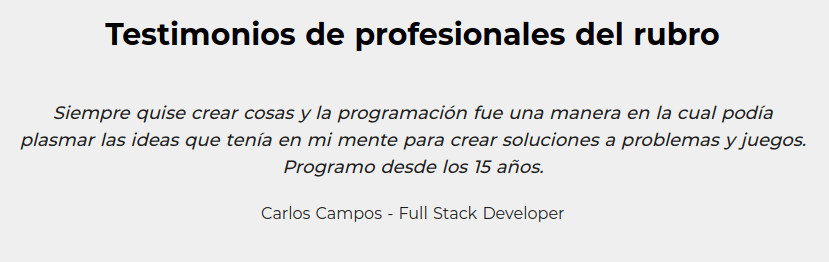 Testimonios de profesionales del rubro
Siempre quise crear cosas y la programación fue una manera en la cual podía
plasmar las ideas que tenía en mi mente para crear soluciones a problemas y juegos.
Programo desde los 15 años.
Carlos Campos - Full Stack Developer